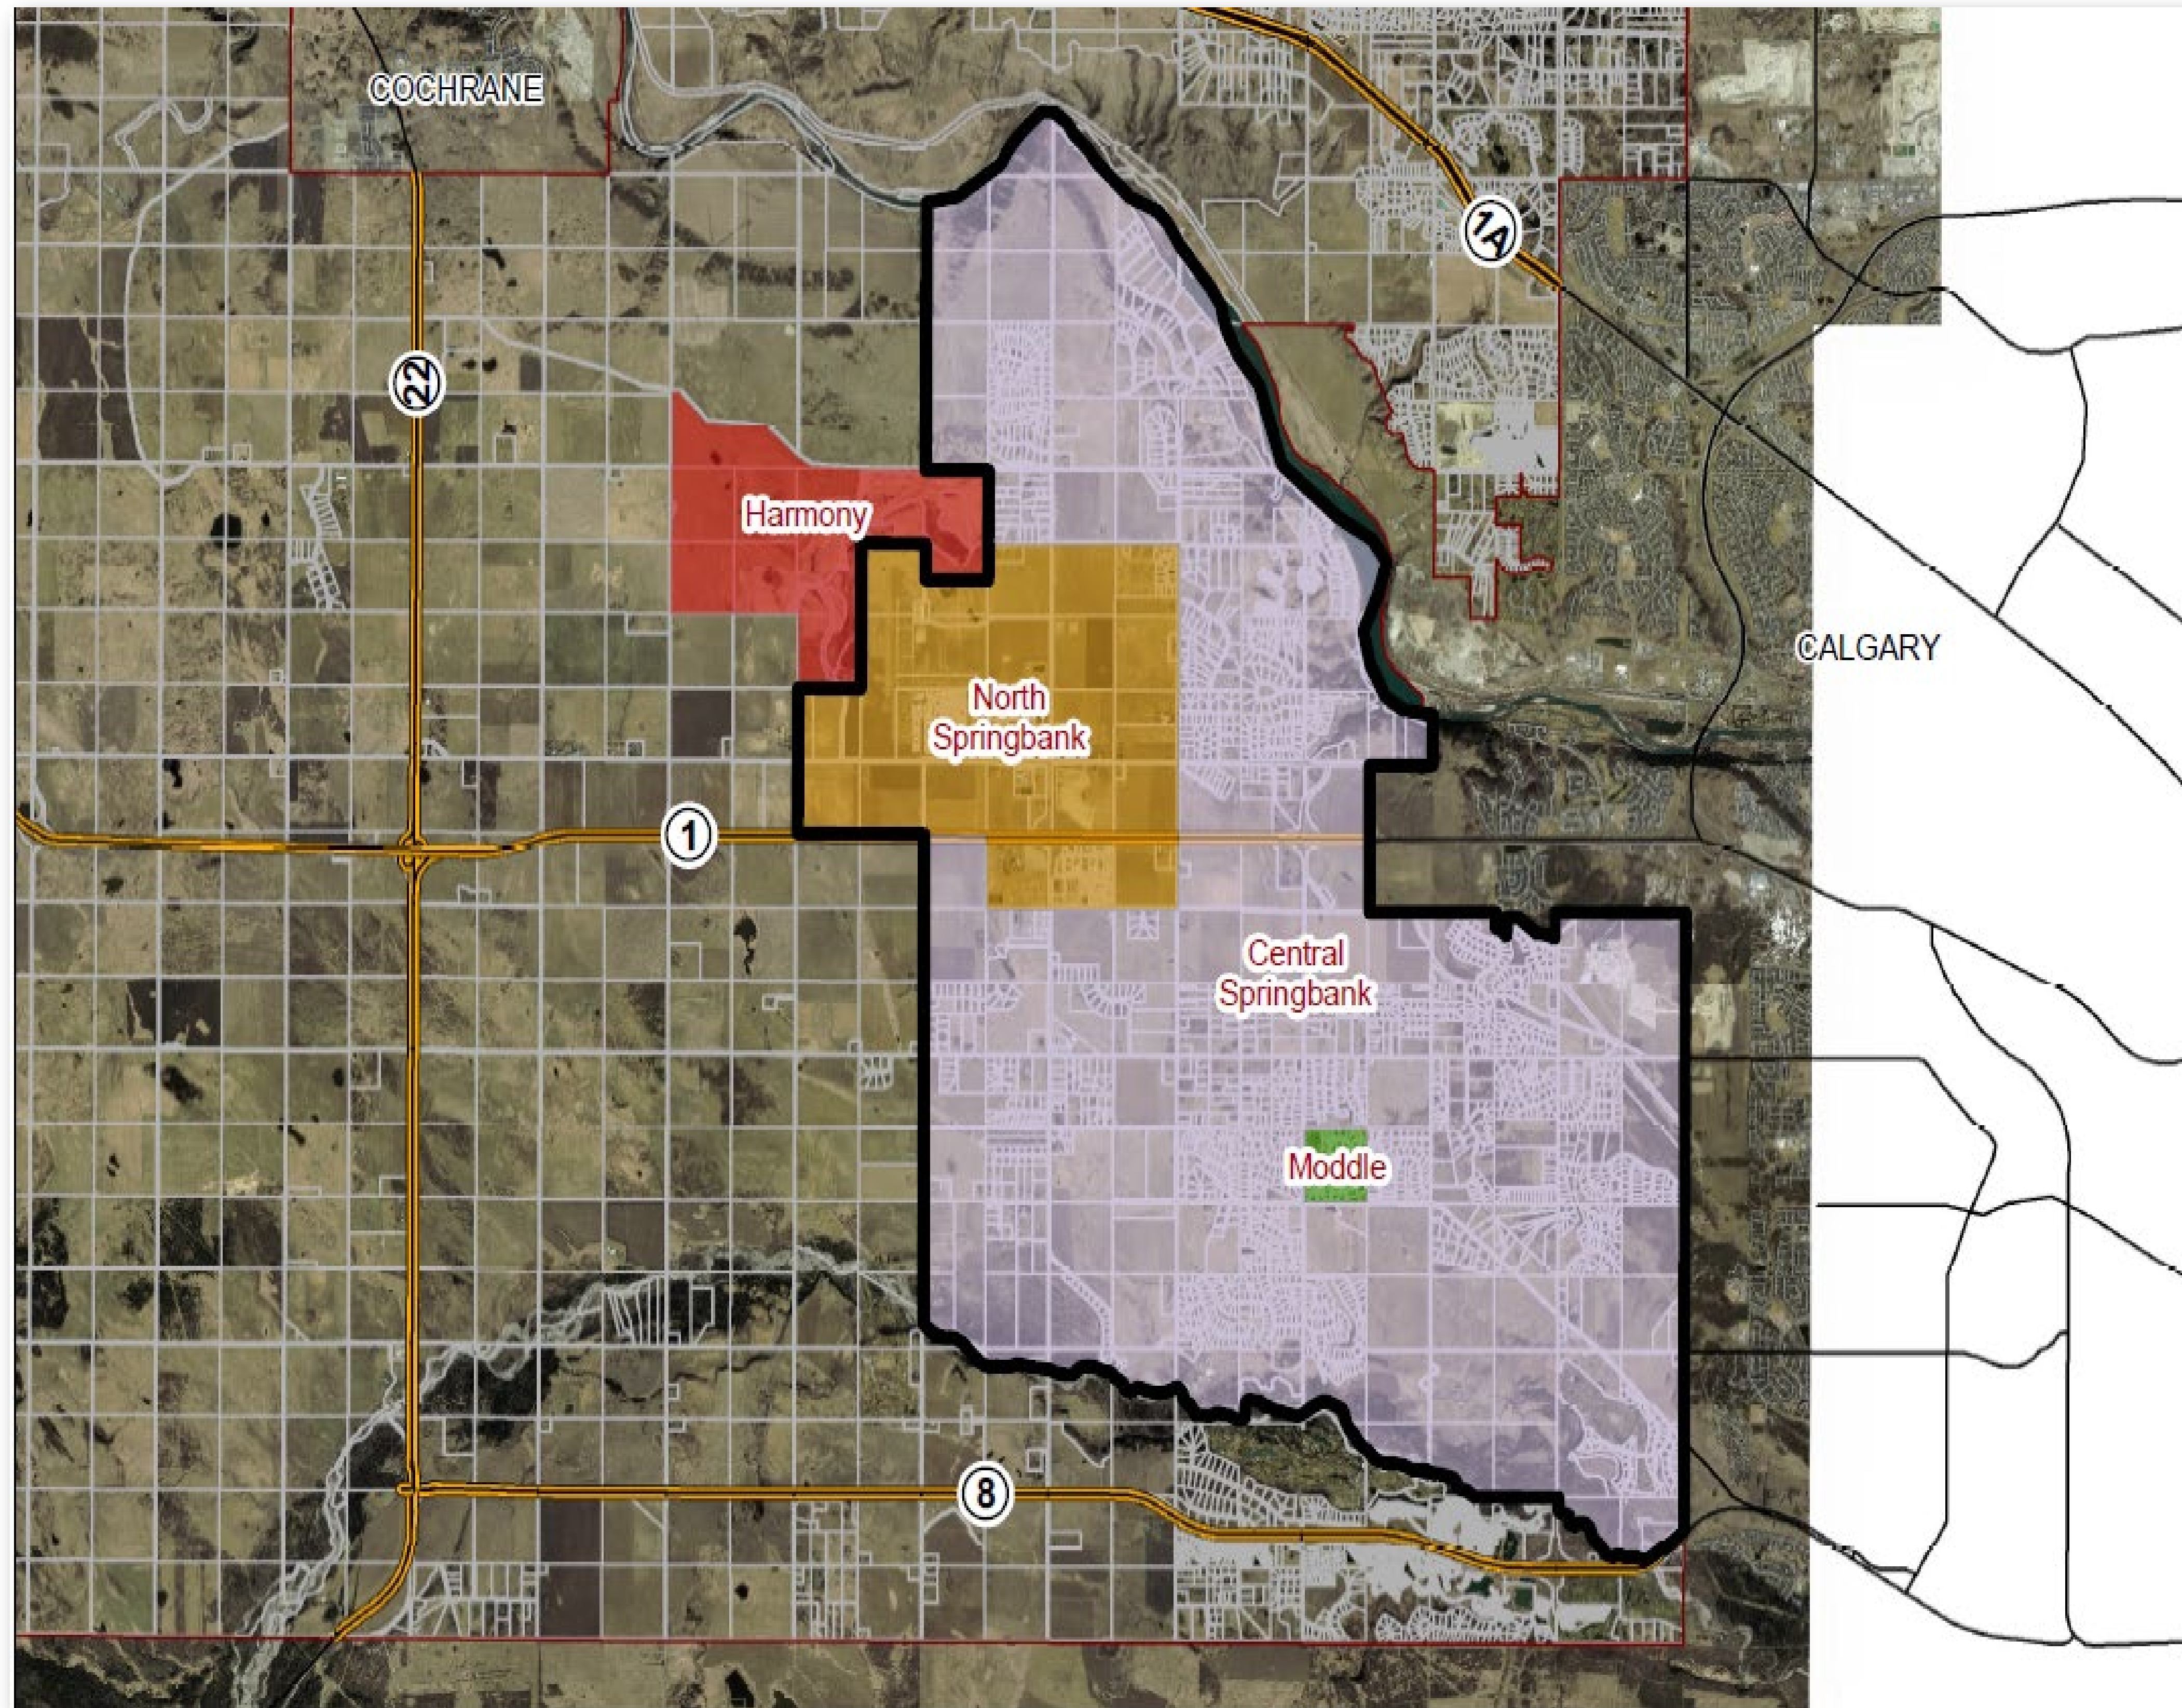 COCHRANE
1A
22
Harmony
CALGARY
North
Springbank
1
Central
Springbank
Moddle
8